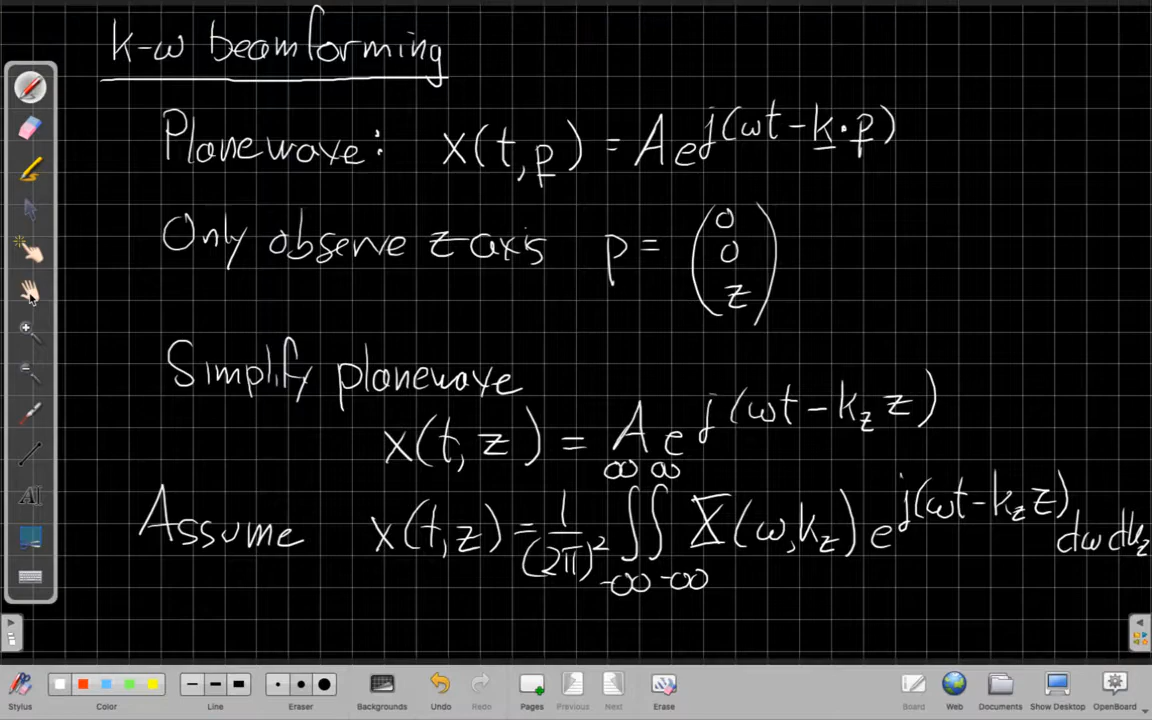 k-ω beamforming
Planewave: x(t,p) = A e^{j(ωt - k·p)}
Only observe z axis p = (0 0 z)
Simplify planewave
x(t,z) = A e^{j(ωt - k_z z)}
Assume x(t,z) = 1/(2π)² ∫_{-∞}^{∞} ∫_{-∞}^{∞} X(ω,k_z) e^{j(ωt - k_z z)} dω dk_z
Stylus Color Line Eraser Backgrounds Undo Redo Pages Previous Next Erase Board Web Documents Show Desktop OpenBoard